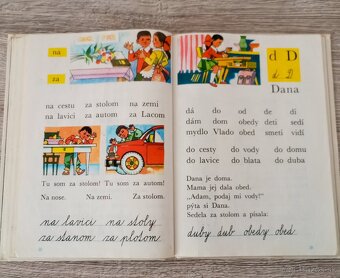 na
za
na cestu za stolom na zemi
na lavici za autom za Lacom
Tu som za stolom! Tu som za autom!
Na nose. Na zemi.
na lavici na stoly
za stanom za plotom
d D
d D
Dana
dá do od de di
dám dom obedy deti sedí
mydlo Vlado obed smeti vidí
do cesty do vody do domu
do lavice do blata do duba
Dana je doma.
Mama jej dala obed.
„Adam, podaj mi vody!"
pýta si Dana.
Sedela za stolom a písala:
duby dub obedy obed